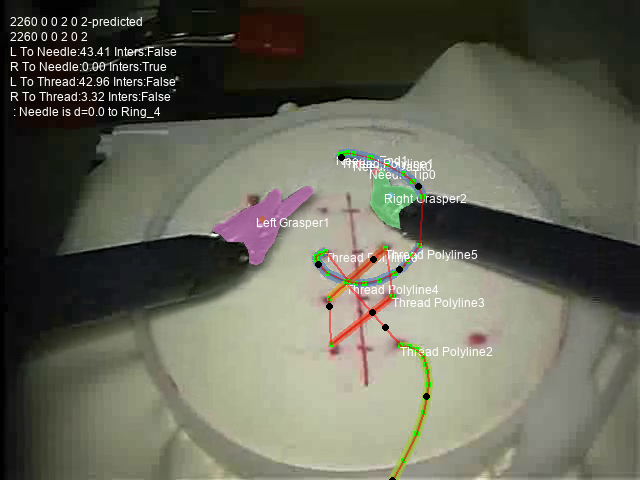 2260 0 0 2 0 2-predicted
2260 0 0 2 0 2
L To Needle:43.41 Inters:False
R To Needle:0.00 Inters:True
L To Thread:42.96 Inters:False
R To Thread:3.32 Inters:False
: Needle is d=0.0 to Ring_4
Right Grasper2
Left Grasper1
Thread Polyline5
Thread Polyline4
Thread Polyline3
Thread Polyline2